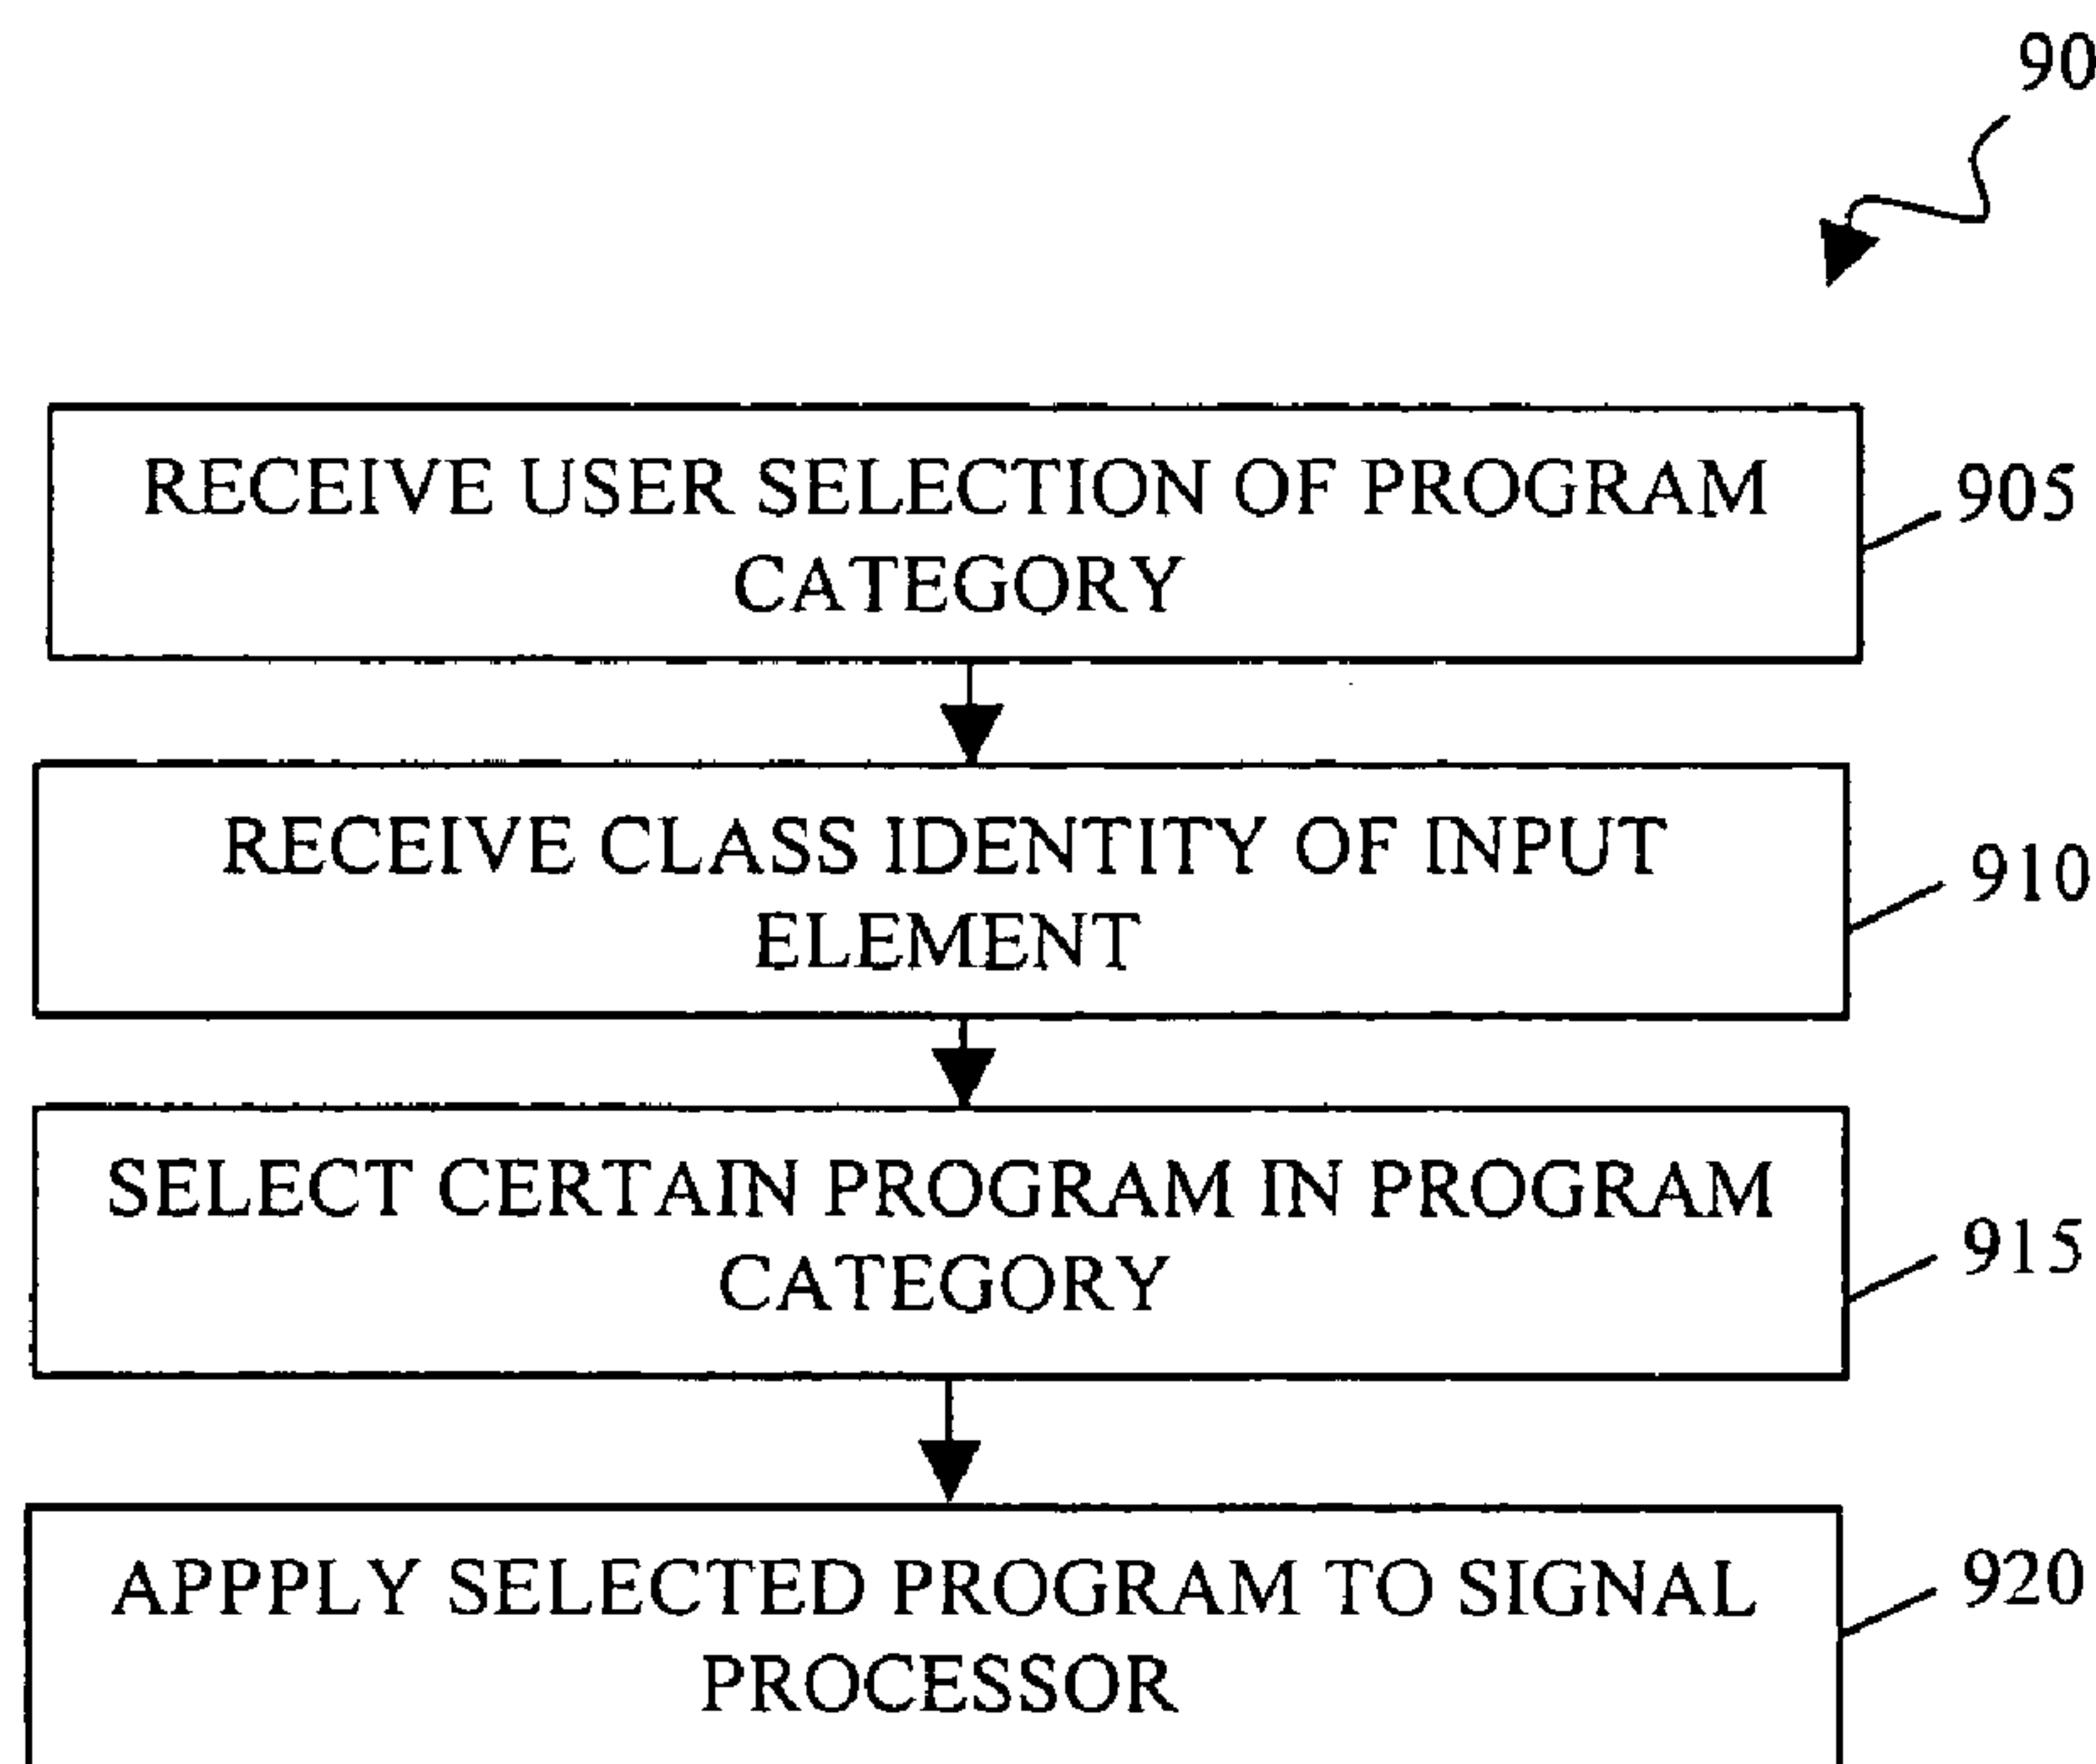 90
RECEIVE USER SELECTION OF PROGRAM
CATEGORY
905
RECEIVE CLASS IDENTITY OF INPUT
ELEMENT
910
SELECT CERTAIN PROGRAM IN PROGRAM
CATEGORY
915
APPPLY SELECTED PROGRAM TO SIGNAL
PROCESSOR
920